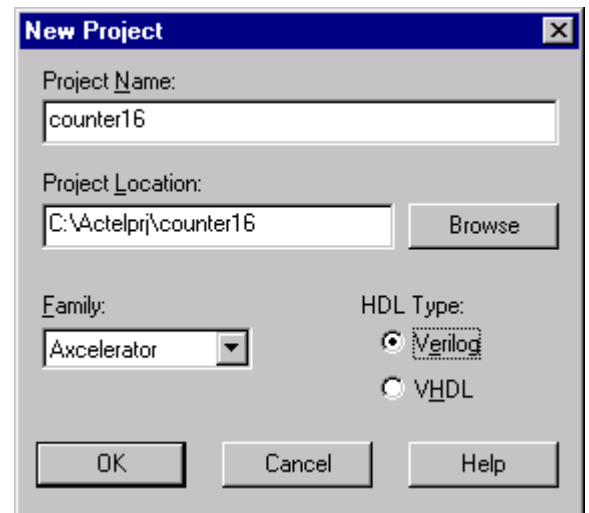 New Project
Project Name:
counter16
Project Location:
C:\Actelprj\counter16
Browse
Family:
HDL Type:
Axcelerator
Verilog
VHDL
OK
Cancel
Help